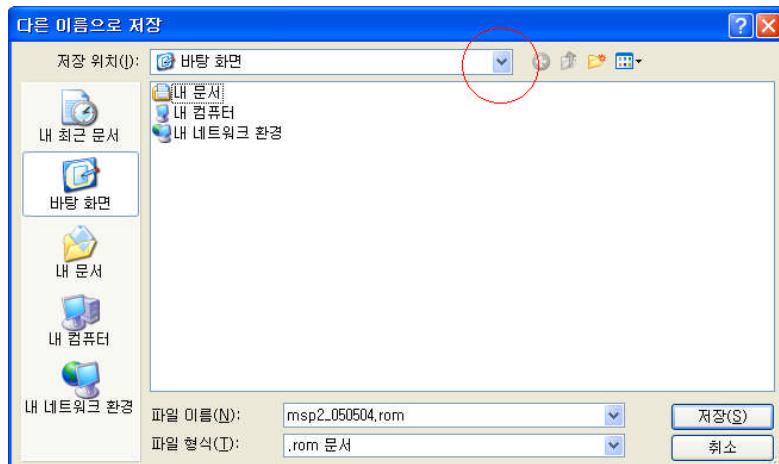 다른 이름으로 저장
저장 위치(I):
바탕 화면
내 문서
내 컴퓨터
내 네트워크 환경
내 최근 문서
바탕 화면
내 문서
내 컴퓨터
내 네트워크 환경
파일 이름(N):
msp2_050504.rom
저장(S)
파일 형식(T):
.rom 문서
취소